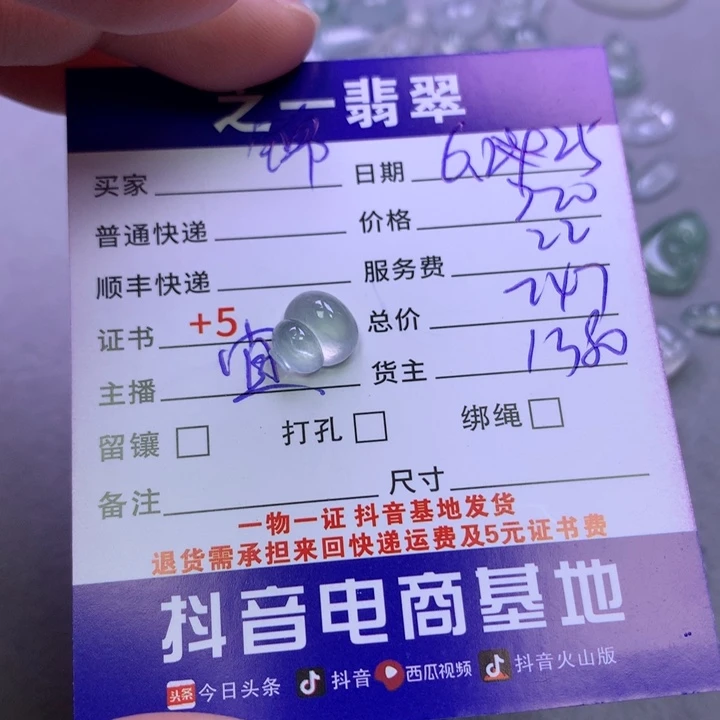 之一翡翠
买家 日期
普通快递 价格 220
顺丰快递 服务费 22
证书 +5 总价 247
主播 货主 1380
留镶 □ 打孔 □ 绑绳 □
备注 尺寸
一物一证 抖音基地发货
退货需承担来回快递运费及5元证书费
抖音电商基地
头条 今日头条 抖音 西瓜视频 抖音火山版